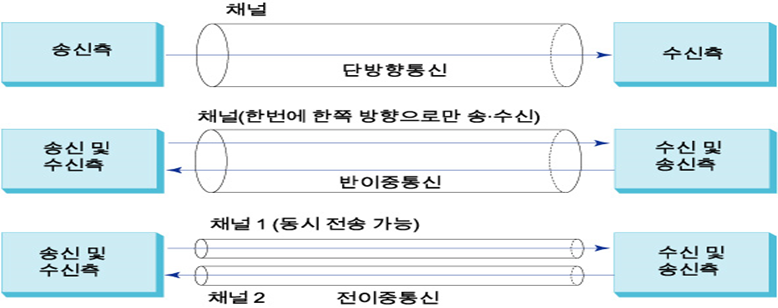 채널
송신측
수신측
단방향통신
채널(한번에 한쪽 방향으로만 송·수신)
송신 및
수신측
수신 및
송신측
반이중통신
채널 1 (동시 전송 가능)
송신 및
수신측
수신 및
송신측
채널 2
전이중통신